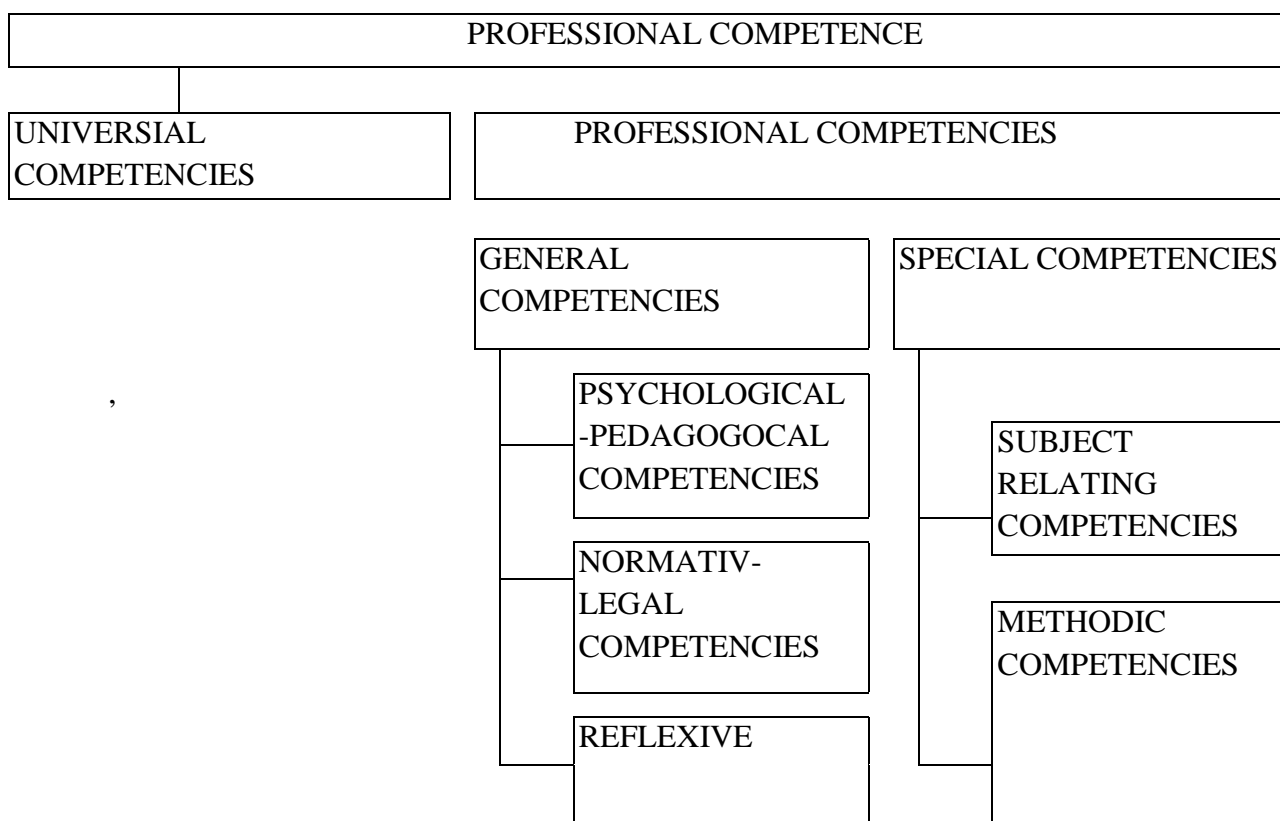 PROFESSIONAL COMPETENCE
UNIVERSIAL
COMPETENCIES
PROFESSIONAL COMPETENCIES
GENERAL
COMPETENCIES
SPECIAL COMPETENCIES
,
PSYCHOLOGICAL
-PEDAGOGOCAL
COMPETENCIES
SUBJECT
RELATING
COMPETENCIES
NORMATIV-
LEGAL
COMPETENCIES
METHODIC
COMPETENCIES
REFLEXIVE